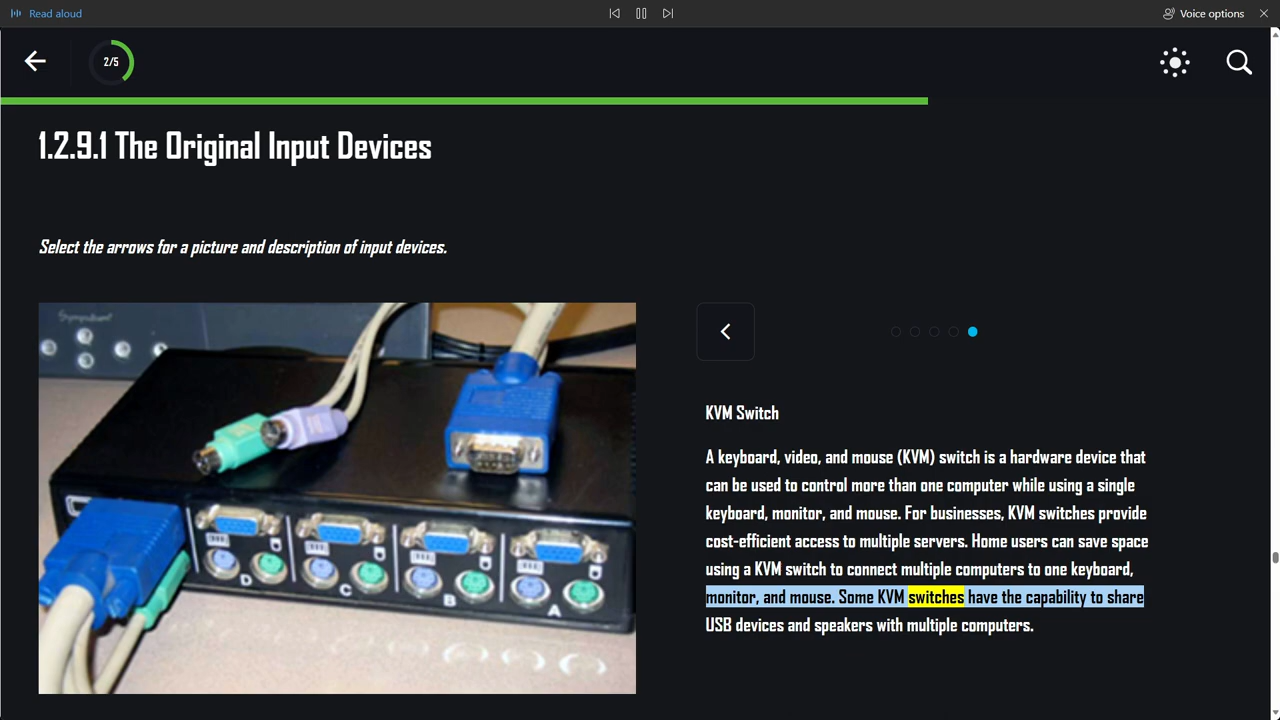 Read aloud
Voice options
2/5
1.2.9.1 The Original Input Devices
Select the arrows for a picture and description of input devices.
KVM Switch
A keyboard, video, and mouse (KVM) switch is a hardware device that
can be used to control more than one computer while using a single
keyboard, monitor, and mouse. For businesses, KVM switches provide
cost-efficient access to multiple servers. Home users can save space
using a KVM switch to connect multiple computers to one keyboard,
monitor, and mouse. Some KVM switches have the capability to share
USB devices and speakers with multiple computers.
D
C
B
A